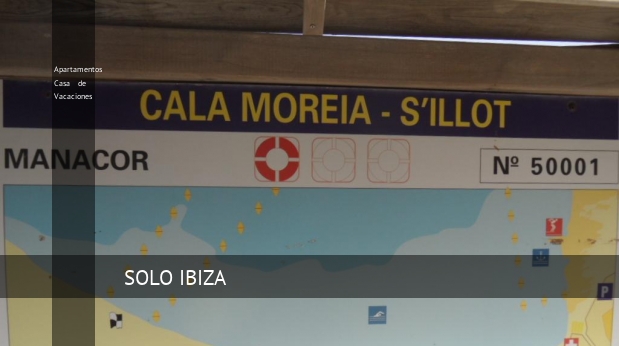 Apartamentos
Casa de
Vacaciones
CALA MOREIA - S'ILLOT
MANACOR
Nº 50001
SOLO IBIZA
P